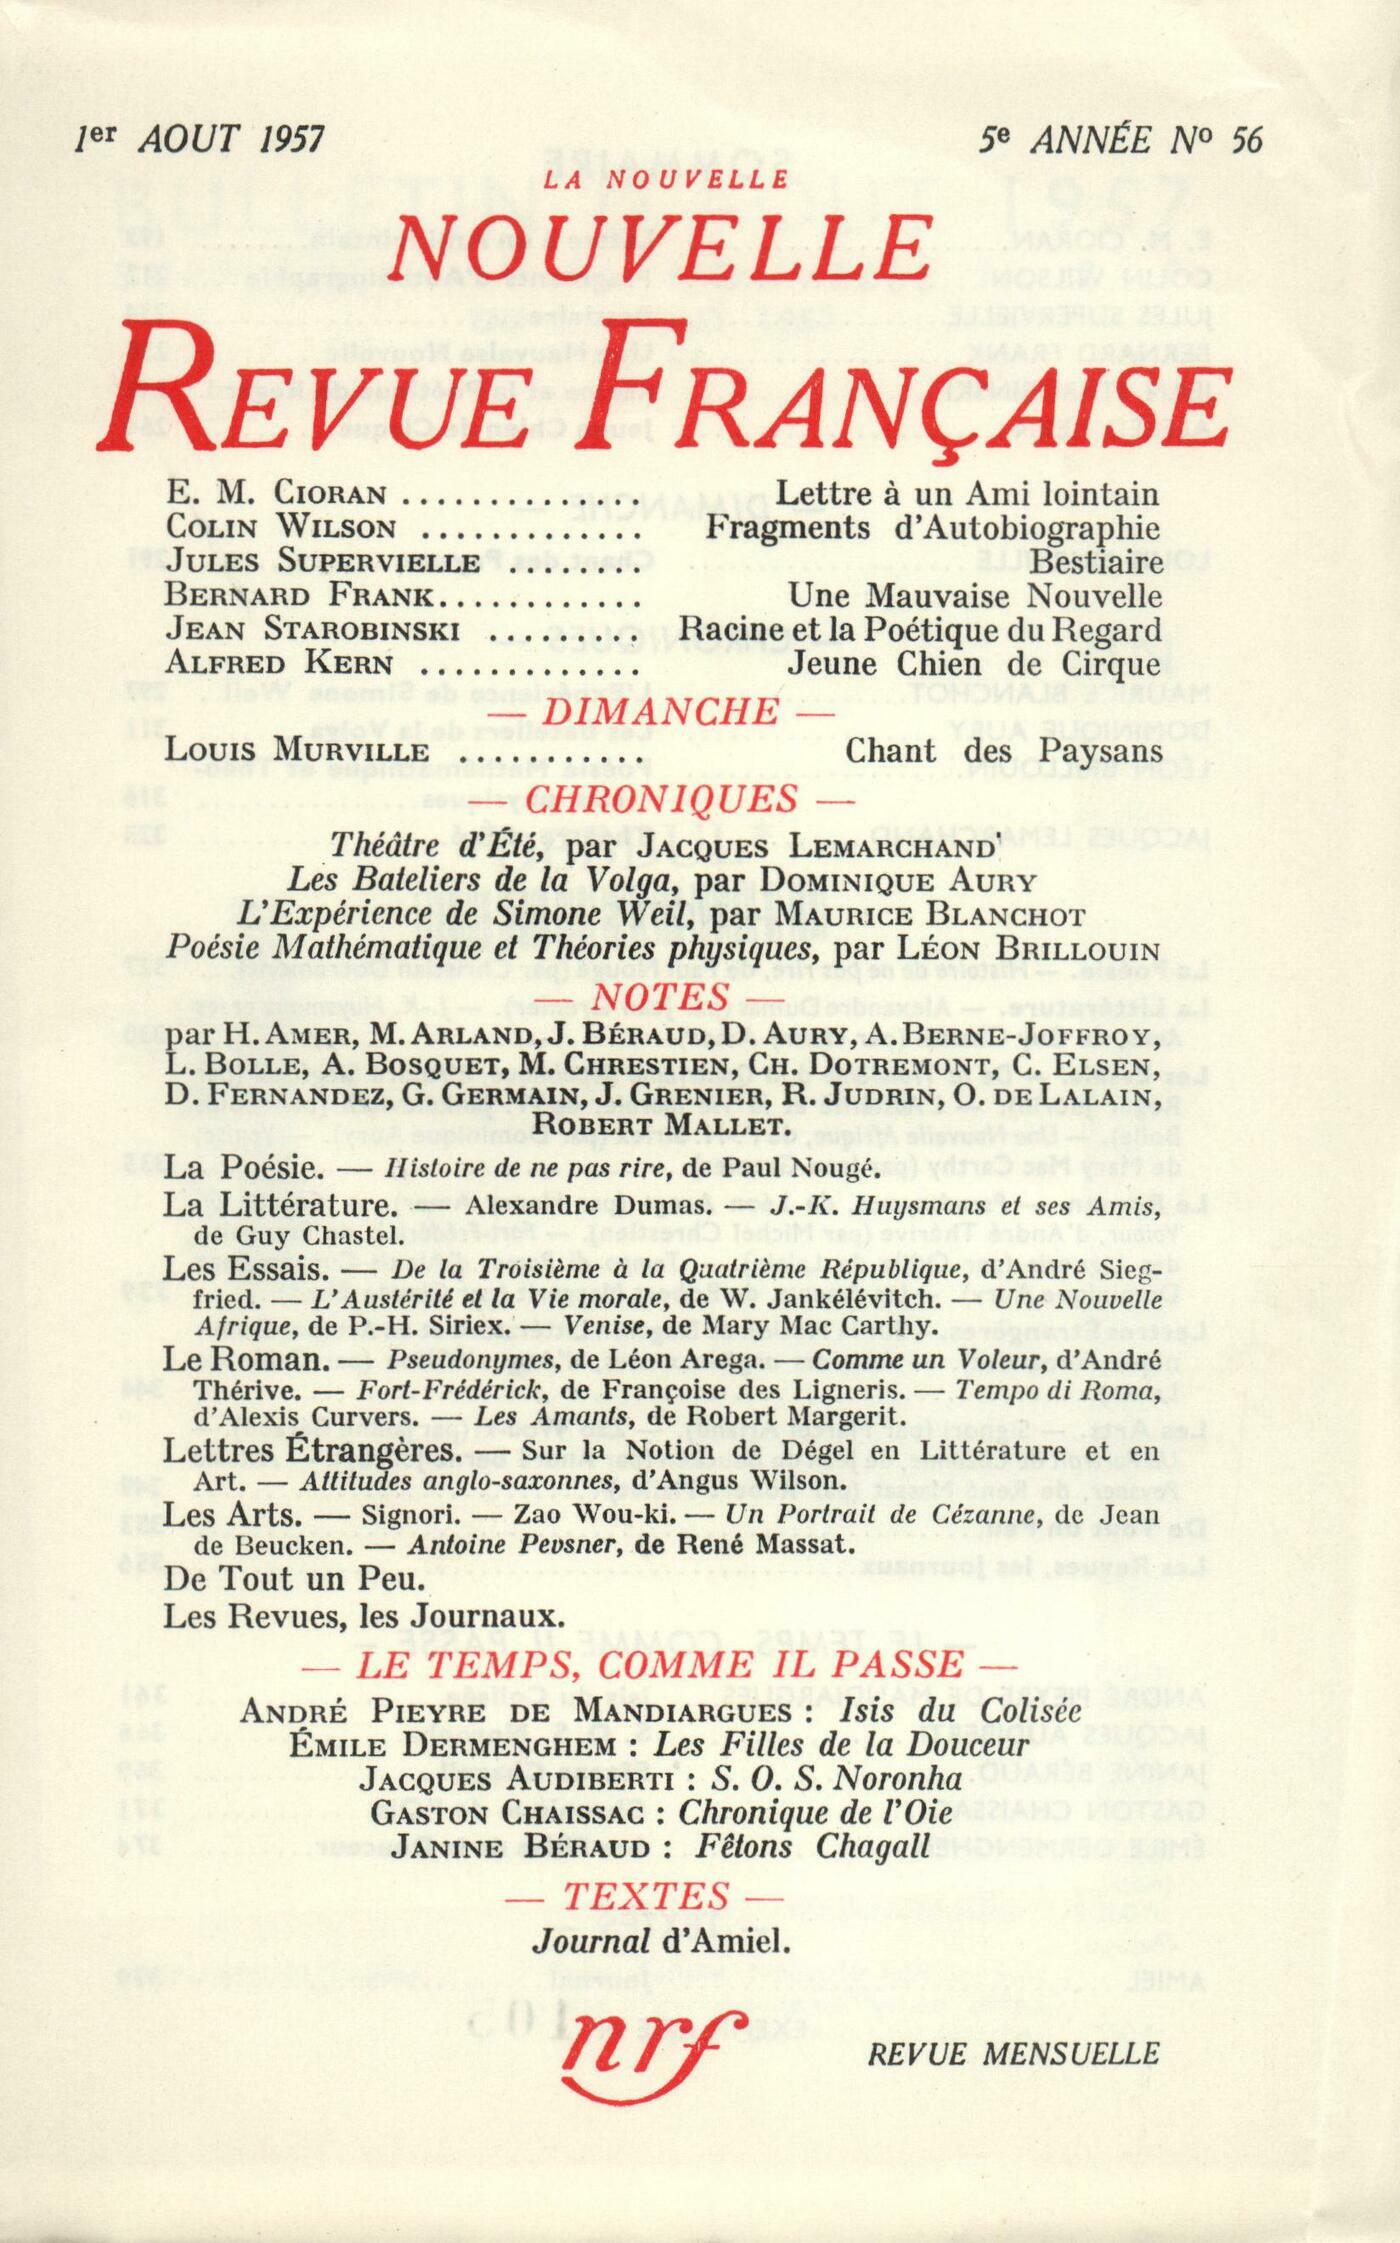 1er AOUT 1957 5e ANNÉE No 56
LA NOUVELLE
NOUVELLE
REVUE FRANÇAISE
E. M. CIORAN ............... Lettre à un Ami lointain
COLIN WILSON ............. Fragments d'Autobiographie
JULES SUPERVIELLE ........ Bestiaire
BERNARD FRANK............ Une Mauvaise Nouvelle
JEAN STAROBINSKI ......... Racine et la Poétique du Regard
ALFRED KERN ............. Jeune Chien de Cirque
— DIMANCHE —
LOUIS MURVILLE ........... Chant des Paysans
— CHRONIQUES —
Théâtre d'Été, par JACQUES LEMARCHAND
Les Bateliers de la Volga, par DOMINIQUE AURY
L'Expérience de Simone Weil, par MAURICE BLANCHOT
Poésie Mathématique et Théories physiques, par LÉON BRILLOUIN
— NOTES —
par H. AMER, M. ARLAND, J. BÉRAUD, D. AURY, A. BERNE-JOFFROY,
L. BOLLE, A. BOSQUET, M. CHRESTIEN, CH. DOTREMONT, C. ELSEN,
D. FERNANDEZ, G. GERMAIN, J. GRENIER, R. JUDRIN, O. DE LALAIN,
ROBERT MALLET.
La Poésie. — Histoire de ne pas rire, de Paul Nougé.
La Littérature. — Alexandre Dumas. — J.-K. Huysmans et ses Amis,
de Guy Chastel.
Les Essais. — De la Troisième à la Quatrième République, d'André Sieg-
fried. — L'Austérité et la Vie morale, de W. Jankélévitch. — Une Nouvelle
Afrique, de P.-H. Siriex. — Venise, de Mary Mac Carthy.
Le Roman. — Pseudonymes, de Léon Arega. — Comme un Voleur, d'André
Thérive. — Fort-Frédérick, de Françoise des Ligneris. — Tempo di Roma,
d'Alexis Curvers. — Les Amants, de Robert Margerit.
Lettres Étrangères. — Sur la Notion de Dégel en Littérature et en
Art. — Attitudes anglo-saxonnes, d'Angus Wilson.
Les Arts. — Signori. — Zao Wou-ki. — Un Portrait de Cézanne, de Jean
de Beucken. — Antoine Pevsner, de René Massat.
De Tout un Peu.
Les Revues, les Journaux.
— LE TEMPS, COMME IL PASSE —
ANDRÉ PIEYRE DE MANDIARGUES : Isis du Colisée
ÉMILE DERMENGHEM : Les Filles de la Douceur
JACQUES AUDIBERTI : S. O. S. Noronha
GASTON CHAISSAC : Chronique de l'Oie
JANINE BÉRAUD : Fêtons Chagall
— TEXTES —
Journal d'Amiel.
nrf REVUE MENSUELLE